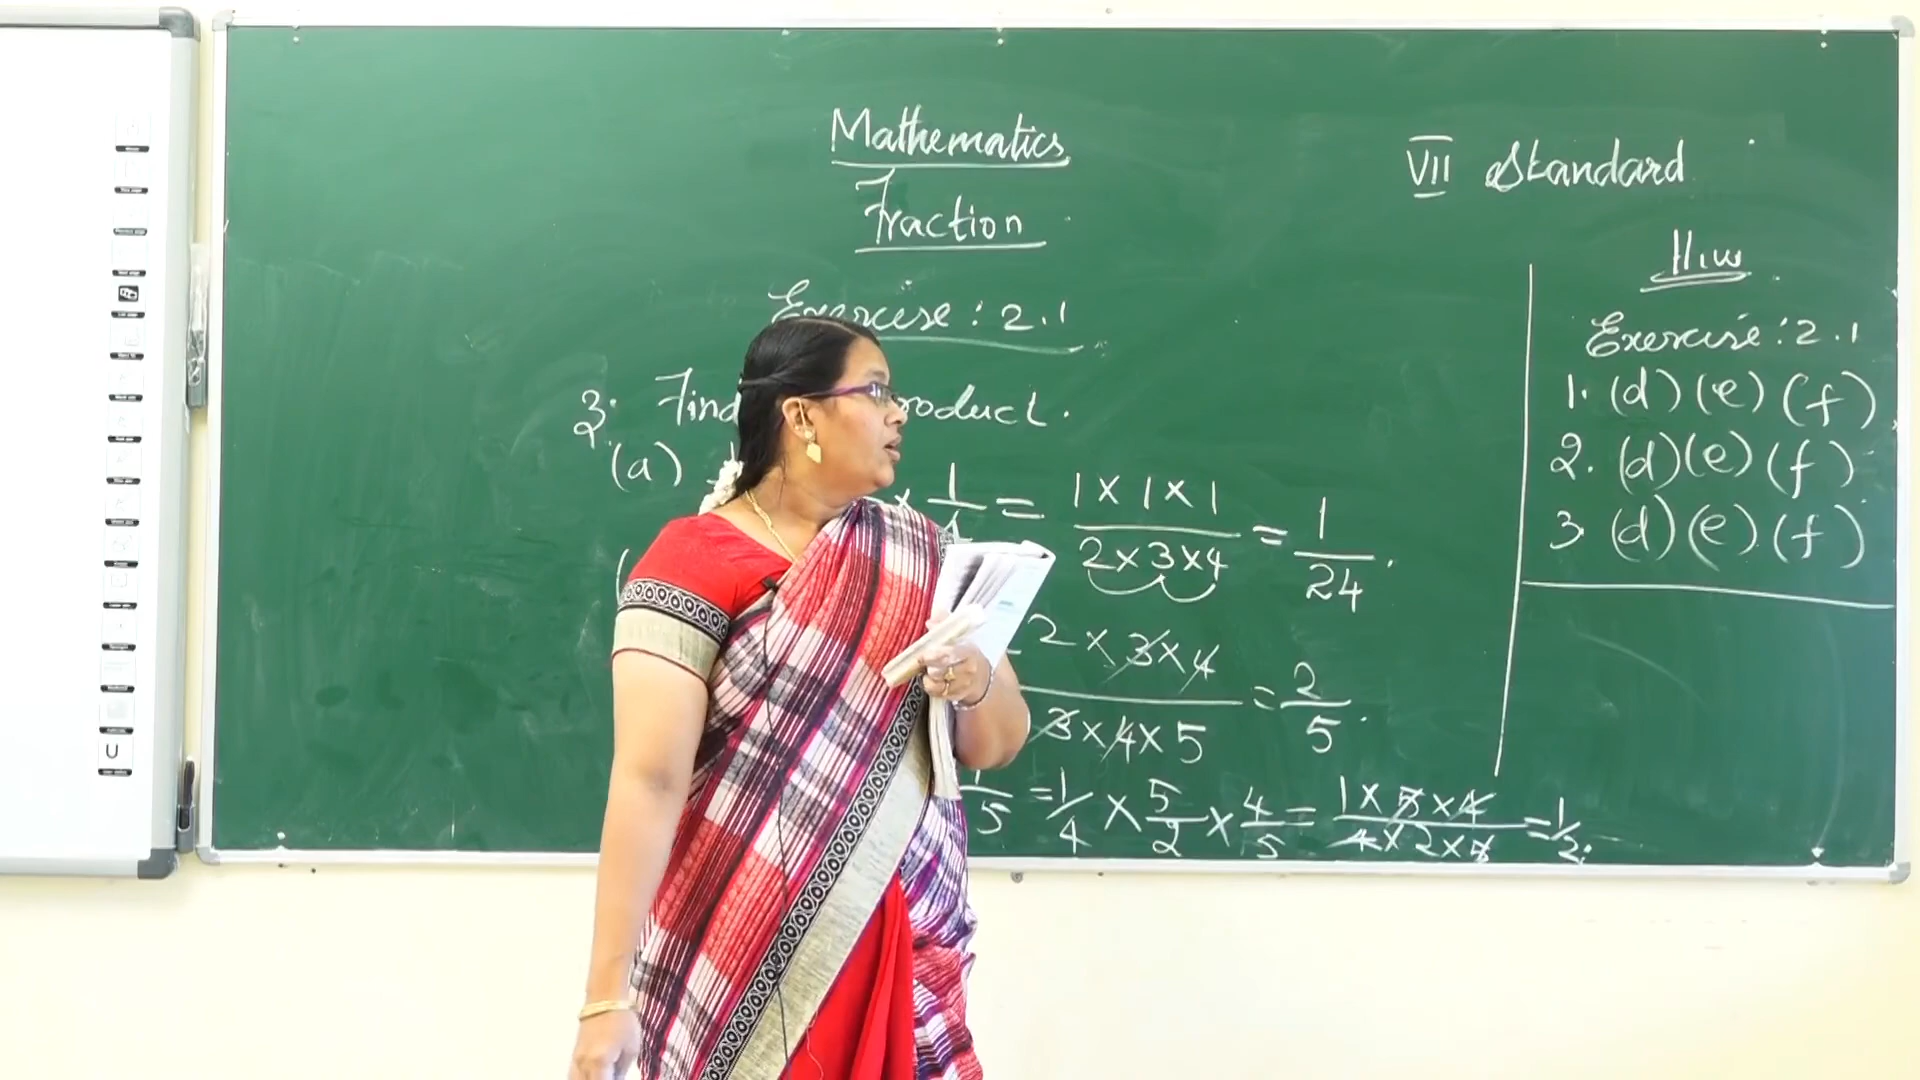 Mathematics
VII Standard
Fraction
H.W
Exercise : 2.1
Exercise : 2.1
1. (d) (e) (f)
3. Find product.
2. (d) (e) (f)
(a) × 1/4 = 1 × 1 × 1 / 2 × 3 × 4 = 1/24.
3 (d) (e) (f)
2 × 3 × 4 / 3 × 4 × 5 = 2/5.
1/5 = 1/4 × 5/2 × 4/5 = 1 × 5 × 4 / 4 × 2 × 5 = 1/2.
U